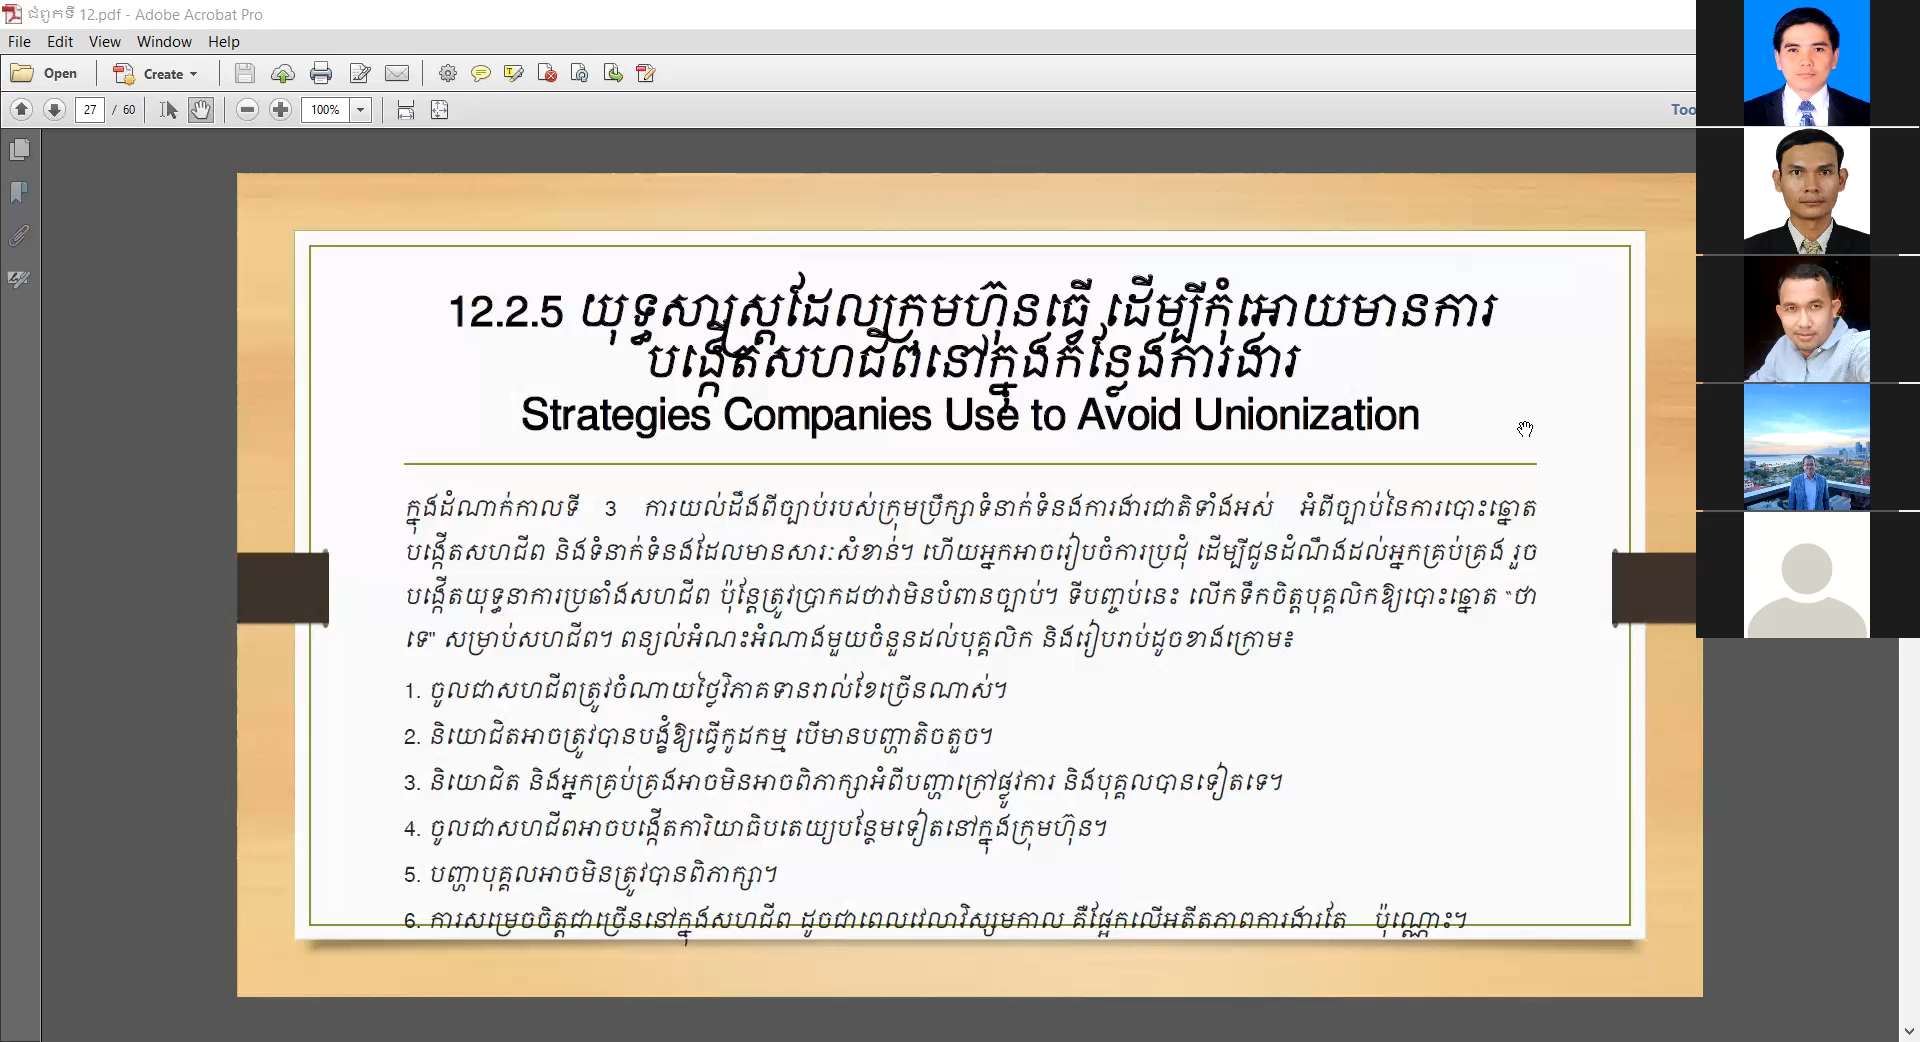 ជំពូកទី 12.pdf - Adobe Acrobat Pro
File Edit View Window Help
Open Create
27 / 60 100% Too
12.2.5 យុទ្ធសាស្ត្រដែលក្រុមហ៊ុនធ្វើ ដើម្បីកុំអោយមានការ
បង្កើតសហជីពនៅក្នុងកន្លែងការងារ
Strategies Companies Use to Avoid Unionization
ក្នុងដំណាក់កាលទី 3 ការយល់ដឹងពីច្បាប់របស់ក្រុមប្រឹក្សាទំនាក់ទំនងការងារជាតិទាំងអស់ អំពីច្បាប់នៃការបោះឆ្នោត
បង្កើតសហជីព និងទំនាក់ទំនងដែលមានសារៈសំខាន់។ ហើយអ្នកអាចរៀបចំការប្រជុំ ដើម្បីជូនដំណឹងដល់អ្នកគ្រប់គ្រង រួច
បង្កើតយុទ្ធនាការប្រឆាំងសហជីព ប៉ុន្តែត្រូវប្រាកដថាវាមិនបំពានច្បាប់។ ទីបញ្ចប់នេះ លើកទឹកចិត្តបុគ្គលិកឱ្យបោះឆ្នោត "ថា
ទេ" សម្រាប់សហជីព។ ពន្យល់អំណះអំណាងមួយចំនួនដល់បុគ្គលិក និងរៀបរាប់ដូចខាងក្រោម៖
1. ចូលជាសហជីពត្រូវចំណាយថ្លៃវិភាគទានរាល់ខែច្រើនណាស់។
2. និយោជិតអាចត្រូវបានបង្ខំឱ្យធ្វើកូដកម្ម បើមានបញ្ហាតិចតួច។
3. និយោជិត និងអ្នកគ្រប់គ្រងអាចមិនអាចពិភាក្សាអំពីបញ្ហាក្រៅផ្លូវការ និងបុគ្គលបានទៀតទេ។
4. ចូលជាសហជីពអាចបង្កើតការិយាធិបតេយ្យបន្ថែមទៀតនៅក្នុងក្រុមហ៊ុន។
5. បញ្ហាបុគ្គលអាចមិនត្រូវបានពិភាក្សា។
6. ការសម្រេចចិត្តជាច្រើននៅក្នុងសហជីព ដូចជាពេលវេលាវិស្សមកាល គឺផ្អែកលើអតីតភាពការងារតែ ប៉ុណ្ណោះ។